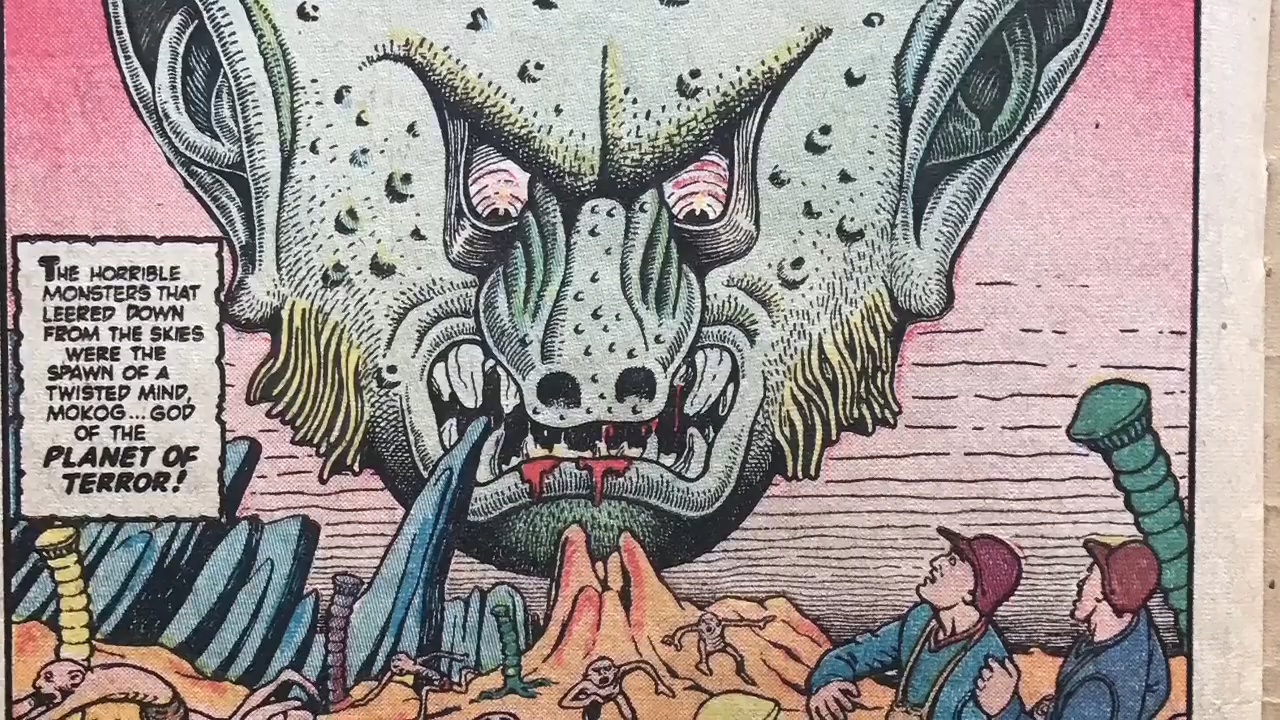 THE HORRIBLE
MONSTERS THAT
LEERED DOWN
FROM THE SKIES
WERE THE
SPAWN OF A
TWISTED MIND,
MOKOG... GOD
OF THE
PLANET OF
TERROR!